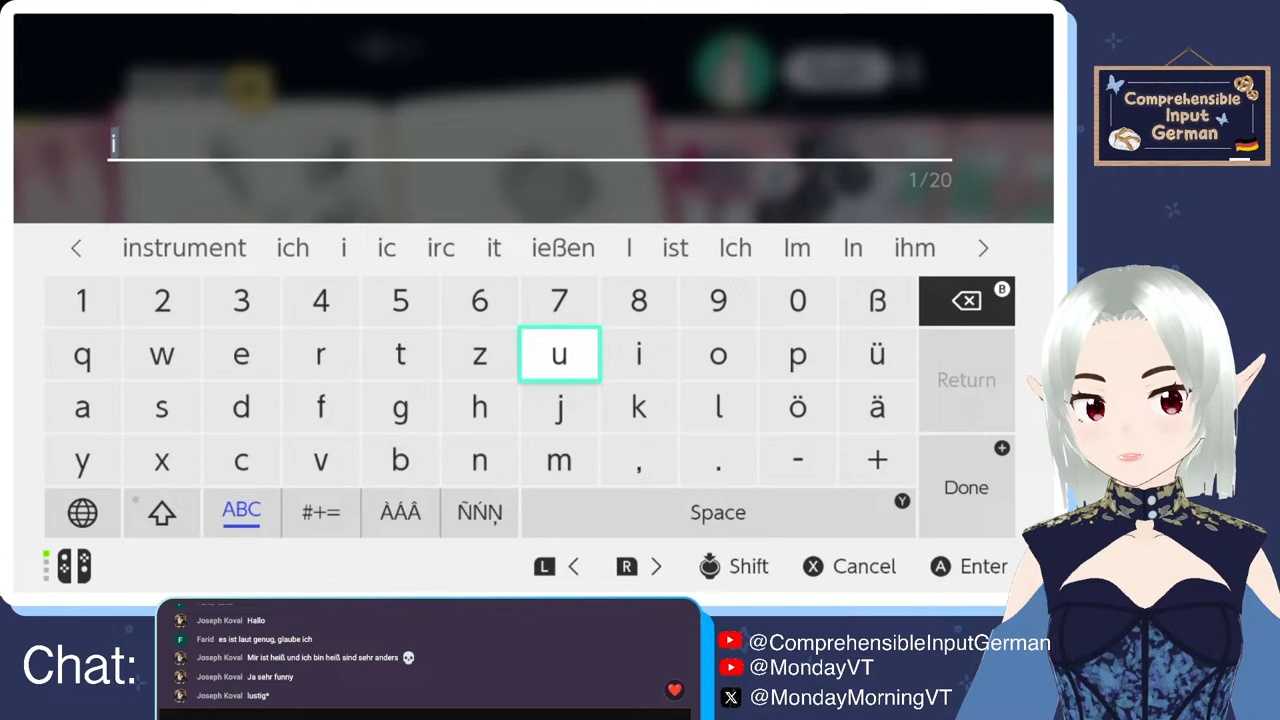 i
1/20
instrument ich i ic irc it ießen I ist Ich Im In ihm
1 2 3 4 5 6 7 8 9 0 ß B
q w e r t z u i o p ü
Return
a s d f g h j k l ö ä
y x c v b n m , . - +
Done
ABC #+= ÀÁÂ ÑŃŅ Space Y
L R Shift X Cancel A Enter
Comprehensible
Input
German
Chat:
Joseph Koval Hallo
F Farid es ist laut genug, glaube ich
Joseph Koval Mir ist heiß und ich bin heiß sind sehr anders
Joseph Koval Ja sehr funny
Joseph Koval lustig*
@ComprehensibleInputGerman
@MondayVT
X @MondayMorningVT